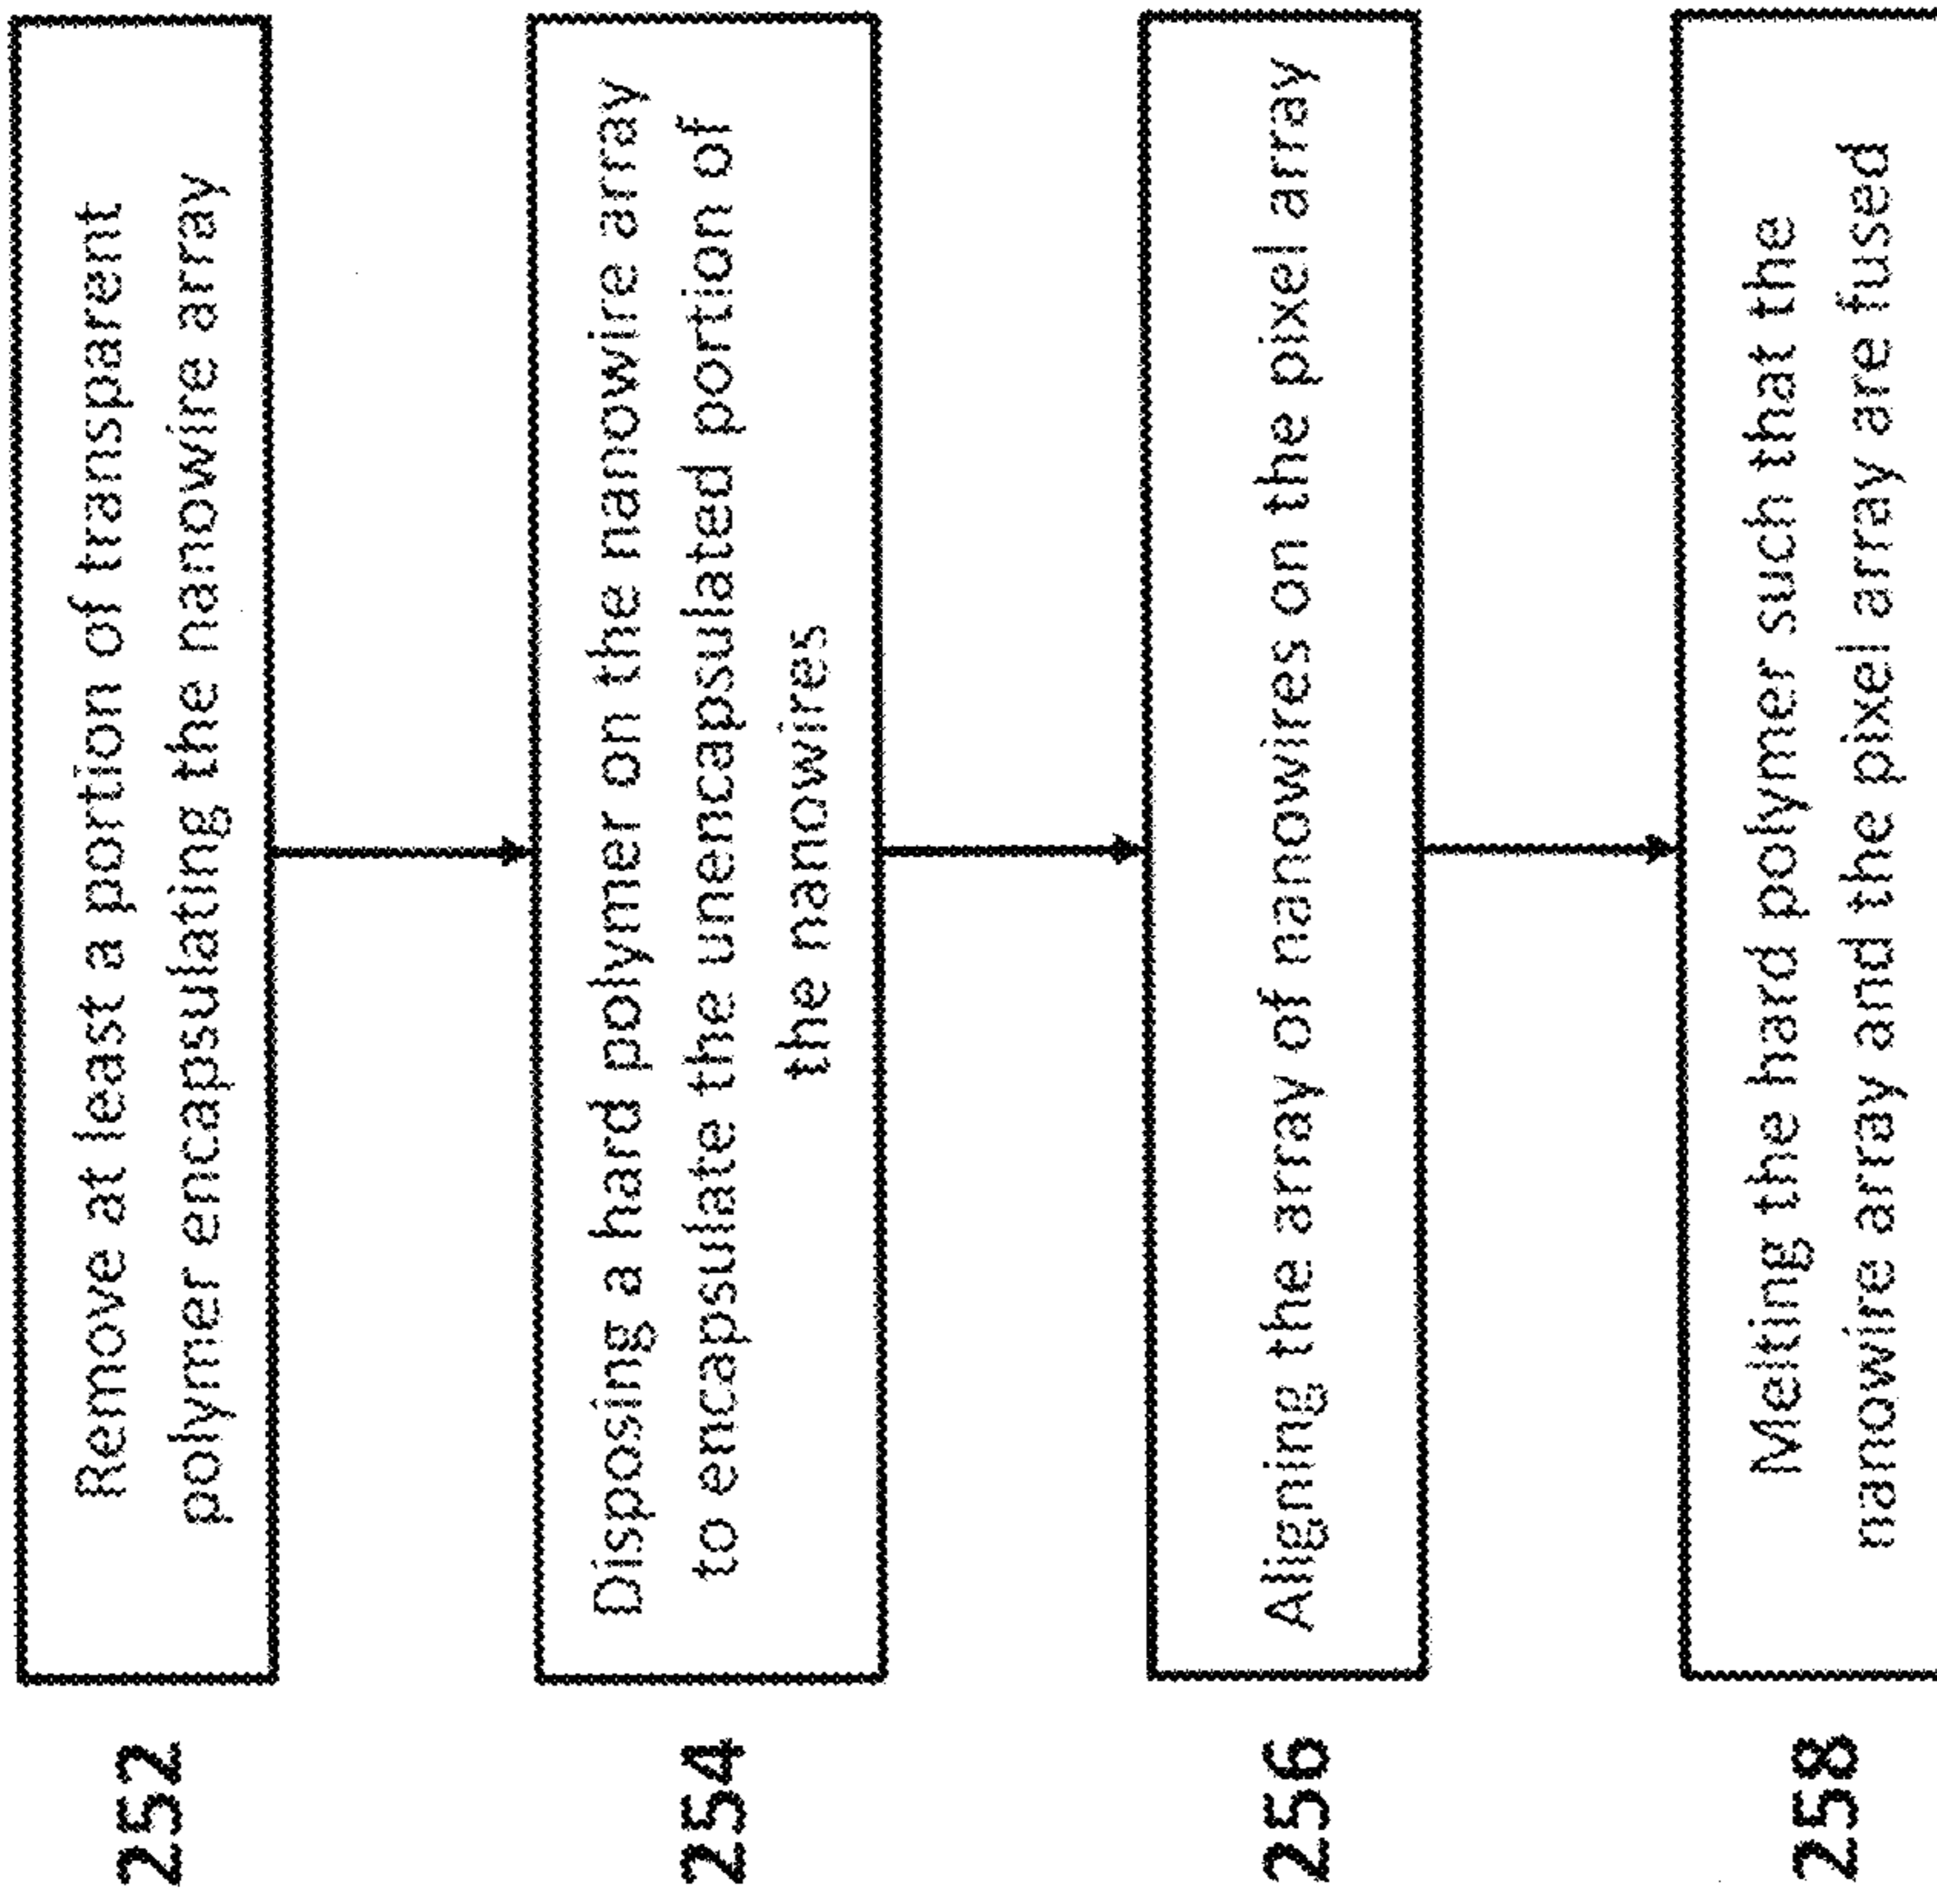 252
Remove at least a portion of transparent
polymer encapsulating the nanowire array
254
Disposing a hard polymer on the nanowire array
to encapsulate the unencapsulated portion of
the nanowires
256
Aligning the array of nanowires on the pixel array
258
Melting the hard polymer such that the
nanowire array and the pixel array are fused